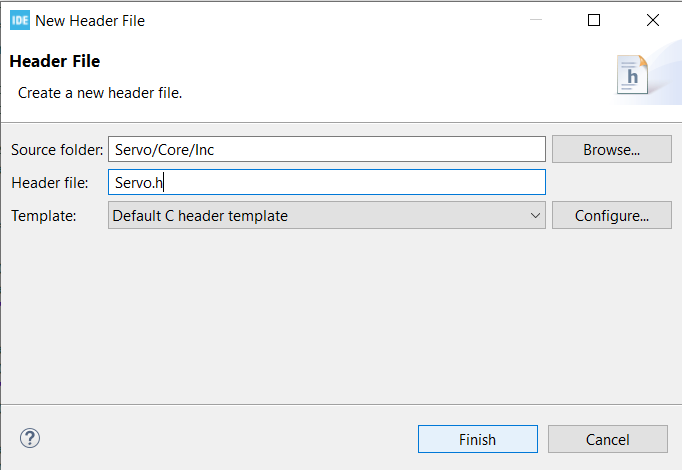 IDE New Header File
Header File
Create a new header file.
h
Source folder: Servo/Core/Inc Browse...
Header file: Servo.h
Template: Default C header template Configure...
? Finish Cancel